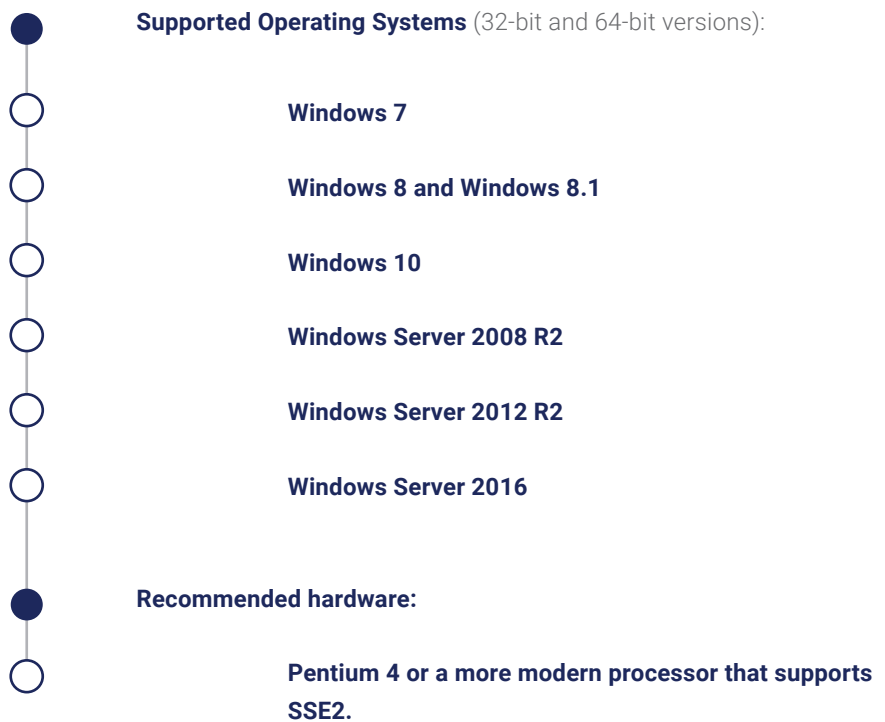 Supported Operating Systems (32-bit and 64-bit versions):
Windows 7
Windows 8 and Windows 8.1
Windows 10
Windows Server 2008 R2
Windows Server 2012 R2
Windows Server 2016
Recommended hardware:
Pentium 4 or a more modern processor that supports
SSE2.